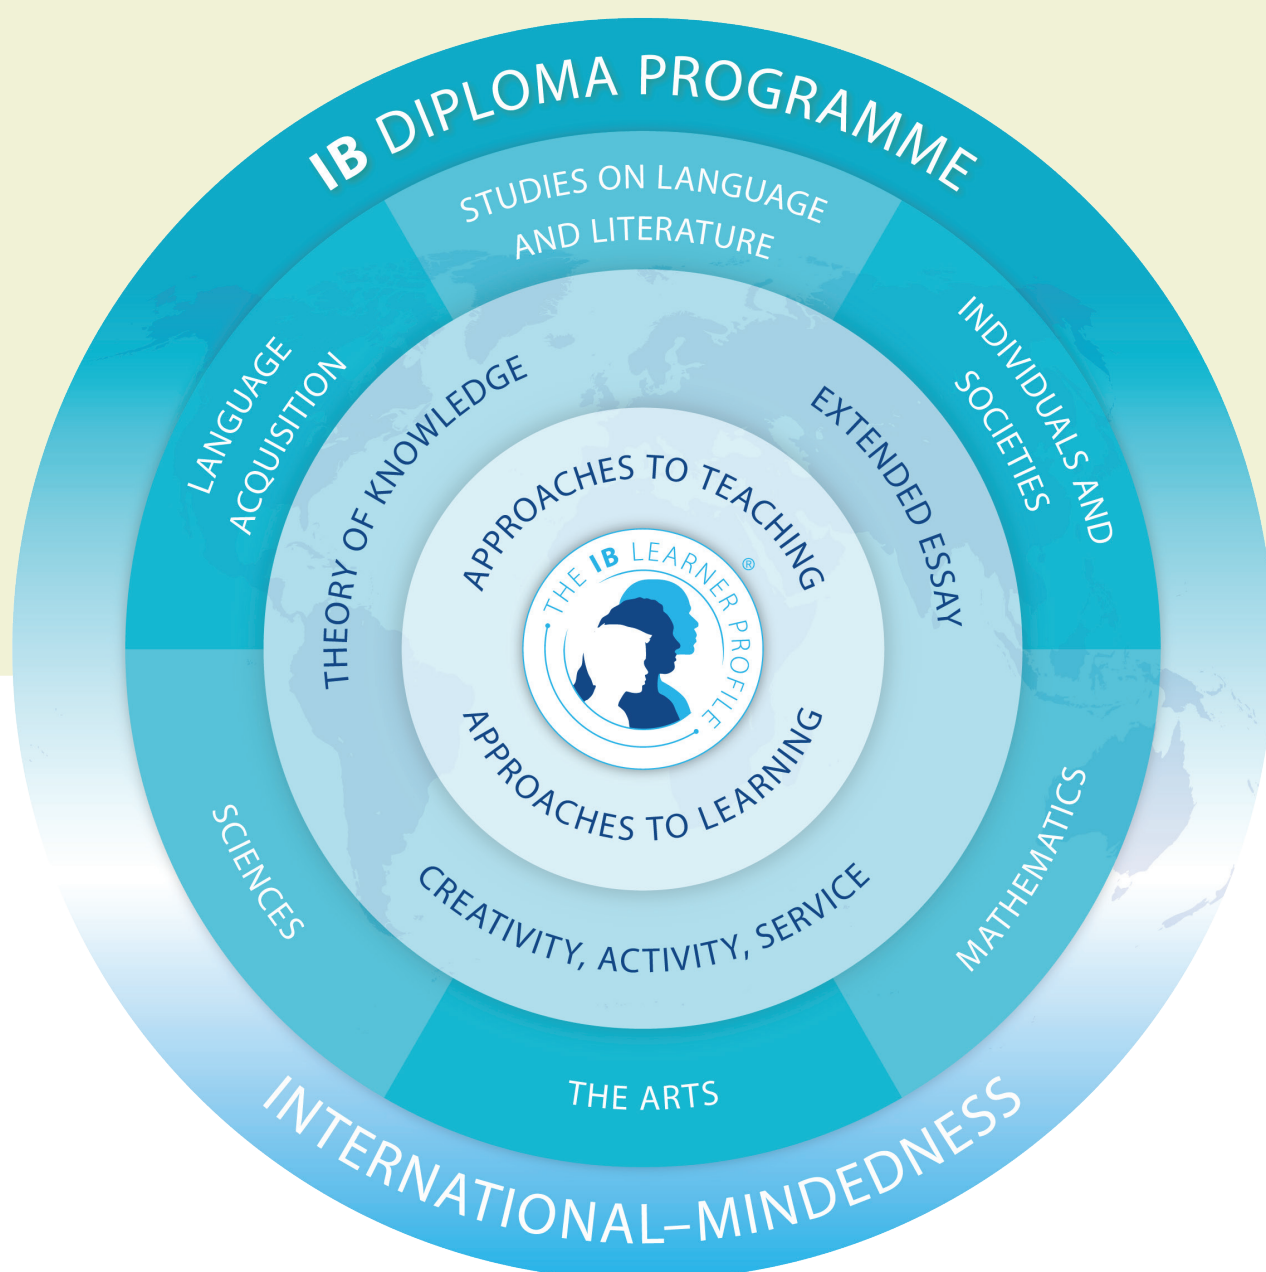 IB DIPLOMA PROGRAMME
STUDIES ON LANGUAGE
AND LITERATURE
LANGUAGE
ACQUISITION
INDIVIDUALS AND
SOCIETIES
THEORY OF KNOWLEDGE
EXTENDED ESSAY
APPROACHES TO TEACHING
THE IB LEARNER PROFILE
®
APPROACHES TO LEARNING
CREATIVITY, ACTIVITY, SERVICE
SCIENCES
MATHEMATICS
THE ARTS
INTERNATIONAL–MINDEDNESS